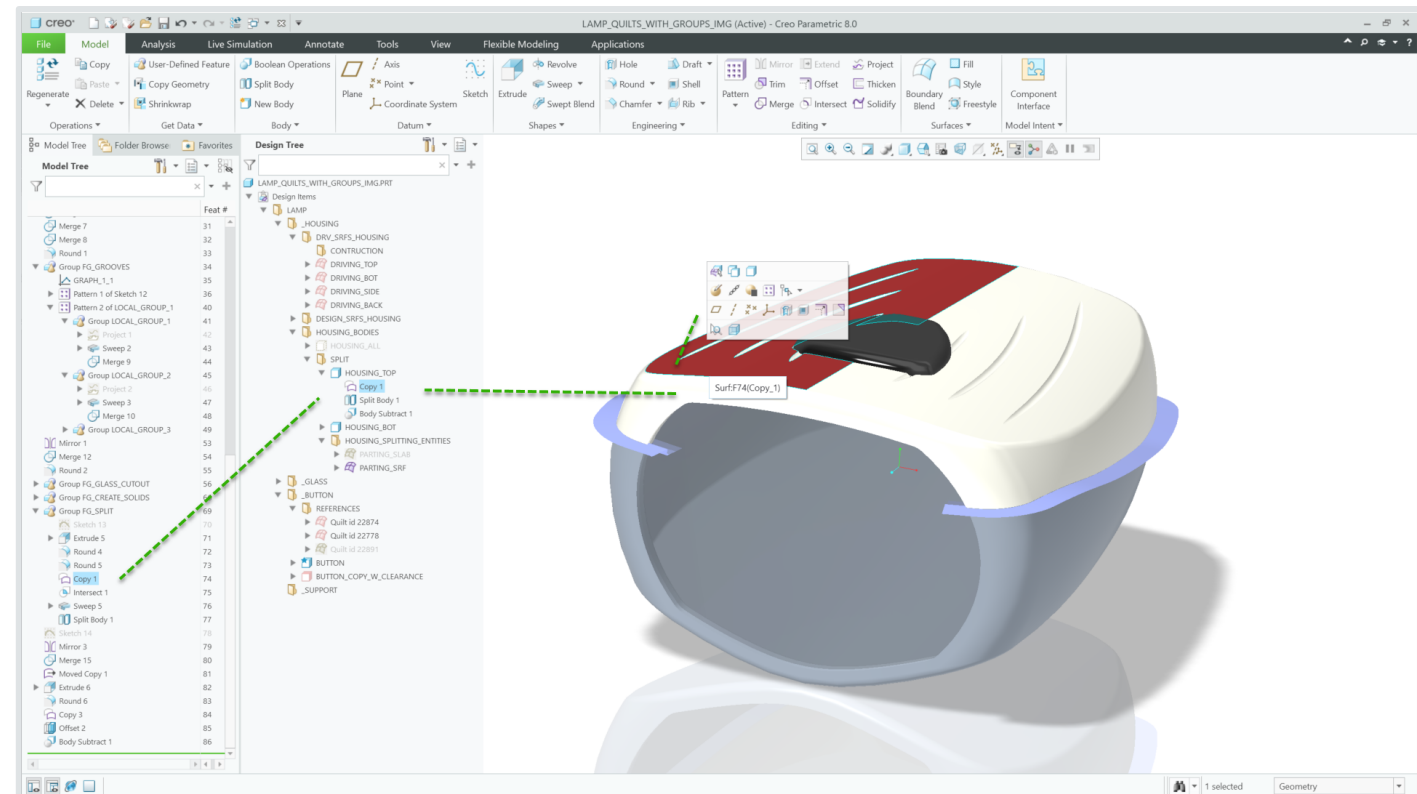 creo
LAMP_QUILTS_WITH_GROUPS_IMG (Active) - Creo Parametric 8.0
File Model Analysis Live Simulation Annotate Tools View Flexible Modeling Applications
Regenerate
Copy
Paste
Delete
Operations
User-Defined Feature
Copy Geometry
Shrinkwrap
Get Data
Boolean Operations
Split Body
New Body
Body
Plane
Axis
Point
Coordinate System
Sketch
Datum
Extrude
Revolve
Sweep
Swept Blend
Shapes
Hole
Round
Chamfer
Draft
Shell
Rib
Engineering
Pattern
Mirror
Extend
Project
Trim
Offset
Thicken
Merge
Intersect
Solidify
Editing
Boundary Blend
Fill
Style
Freestyle
Surfaces
Component Interface
Model Intent
Model Tree Folder Browse Favorites
Model Tree
Feat #
Merge 7 31
Merge 8 32
Round 1 33
Group FG_GROOVES 34
GRAPH_1_1 35
Pattern 1 of Sketch 12 36
Pattern 2 of LOCAL_GROUP_1 40
Group LOCAL_GROUP_1 41
Project 1 42
Sweep 2 43
Merge 9 44
Group LOCAL_GROUP_2 45
Project 2 46
Sweep 3 47
Merge 10 48
Group LOCAL_GROUP_3 49
Mirror 1 53
Merge 12 54
Round 2 55
Group FG_GLASS_CUTOUT 56
Group FG_CREATE_SOLIDS
Group FG_SPLIT 69
Sketch 13 70
Extrude 5 71
Round 4 72
Round 5 73
Copy 1 74
Intersect 1 75
Sweep 5 76
Split Body 1 77
Sketch 14 78
Mirror 3 79
Merge 15 80
Moved Copy 1 81
Extrude 6 82
Round 6 83
Copy 3 84
Offset 2 85
Body Subtract 1 86
Design Tree
LAMP_QUILTS_WITH_GROUPS_IMG.PRT
Design Items
LAMP
_HOUSING
DRV_SRFS_HOUSING
CONTRUCTION
DRIVING_TOP
DRIVING_BOT
DRIVING_SIDE
DRIVING_BACK
DESIGN_SRFS_HOUSING
HOUSING_BODIES
HOUSING_ALL
SPLIT
HOUSING_TOP
Copy 1
Split Body 1
Body Subtract 1
HOUSING_BOT
HOUSING_SPLITTING_ENTITIES
PARTING_SLAB
PARTING_SRF
_GLASS
_BUTTON
REFERENCES
Quilt id 22874
Quilt id 22778
Quilt id 22891
BUTTON
BUTTON_COPY_W_CLEARANCE
_SUPPORT
Surf:F74(Copy_1)
1 selected
Geometry